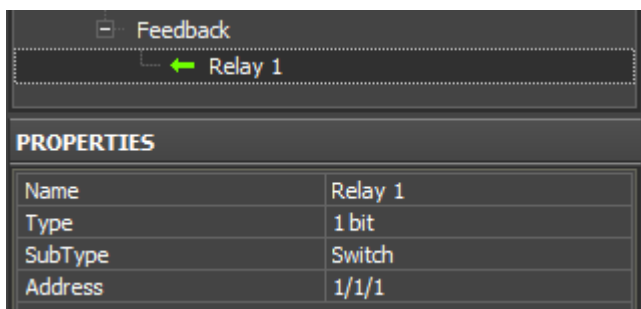 Feedback
Relay 1
PROPERTIES
Name Relay 1
Type 1 bit
SubType Switch
Address 1/1/1